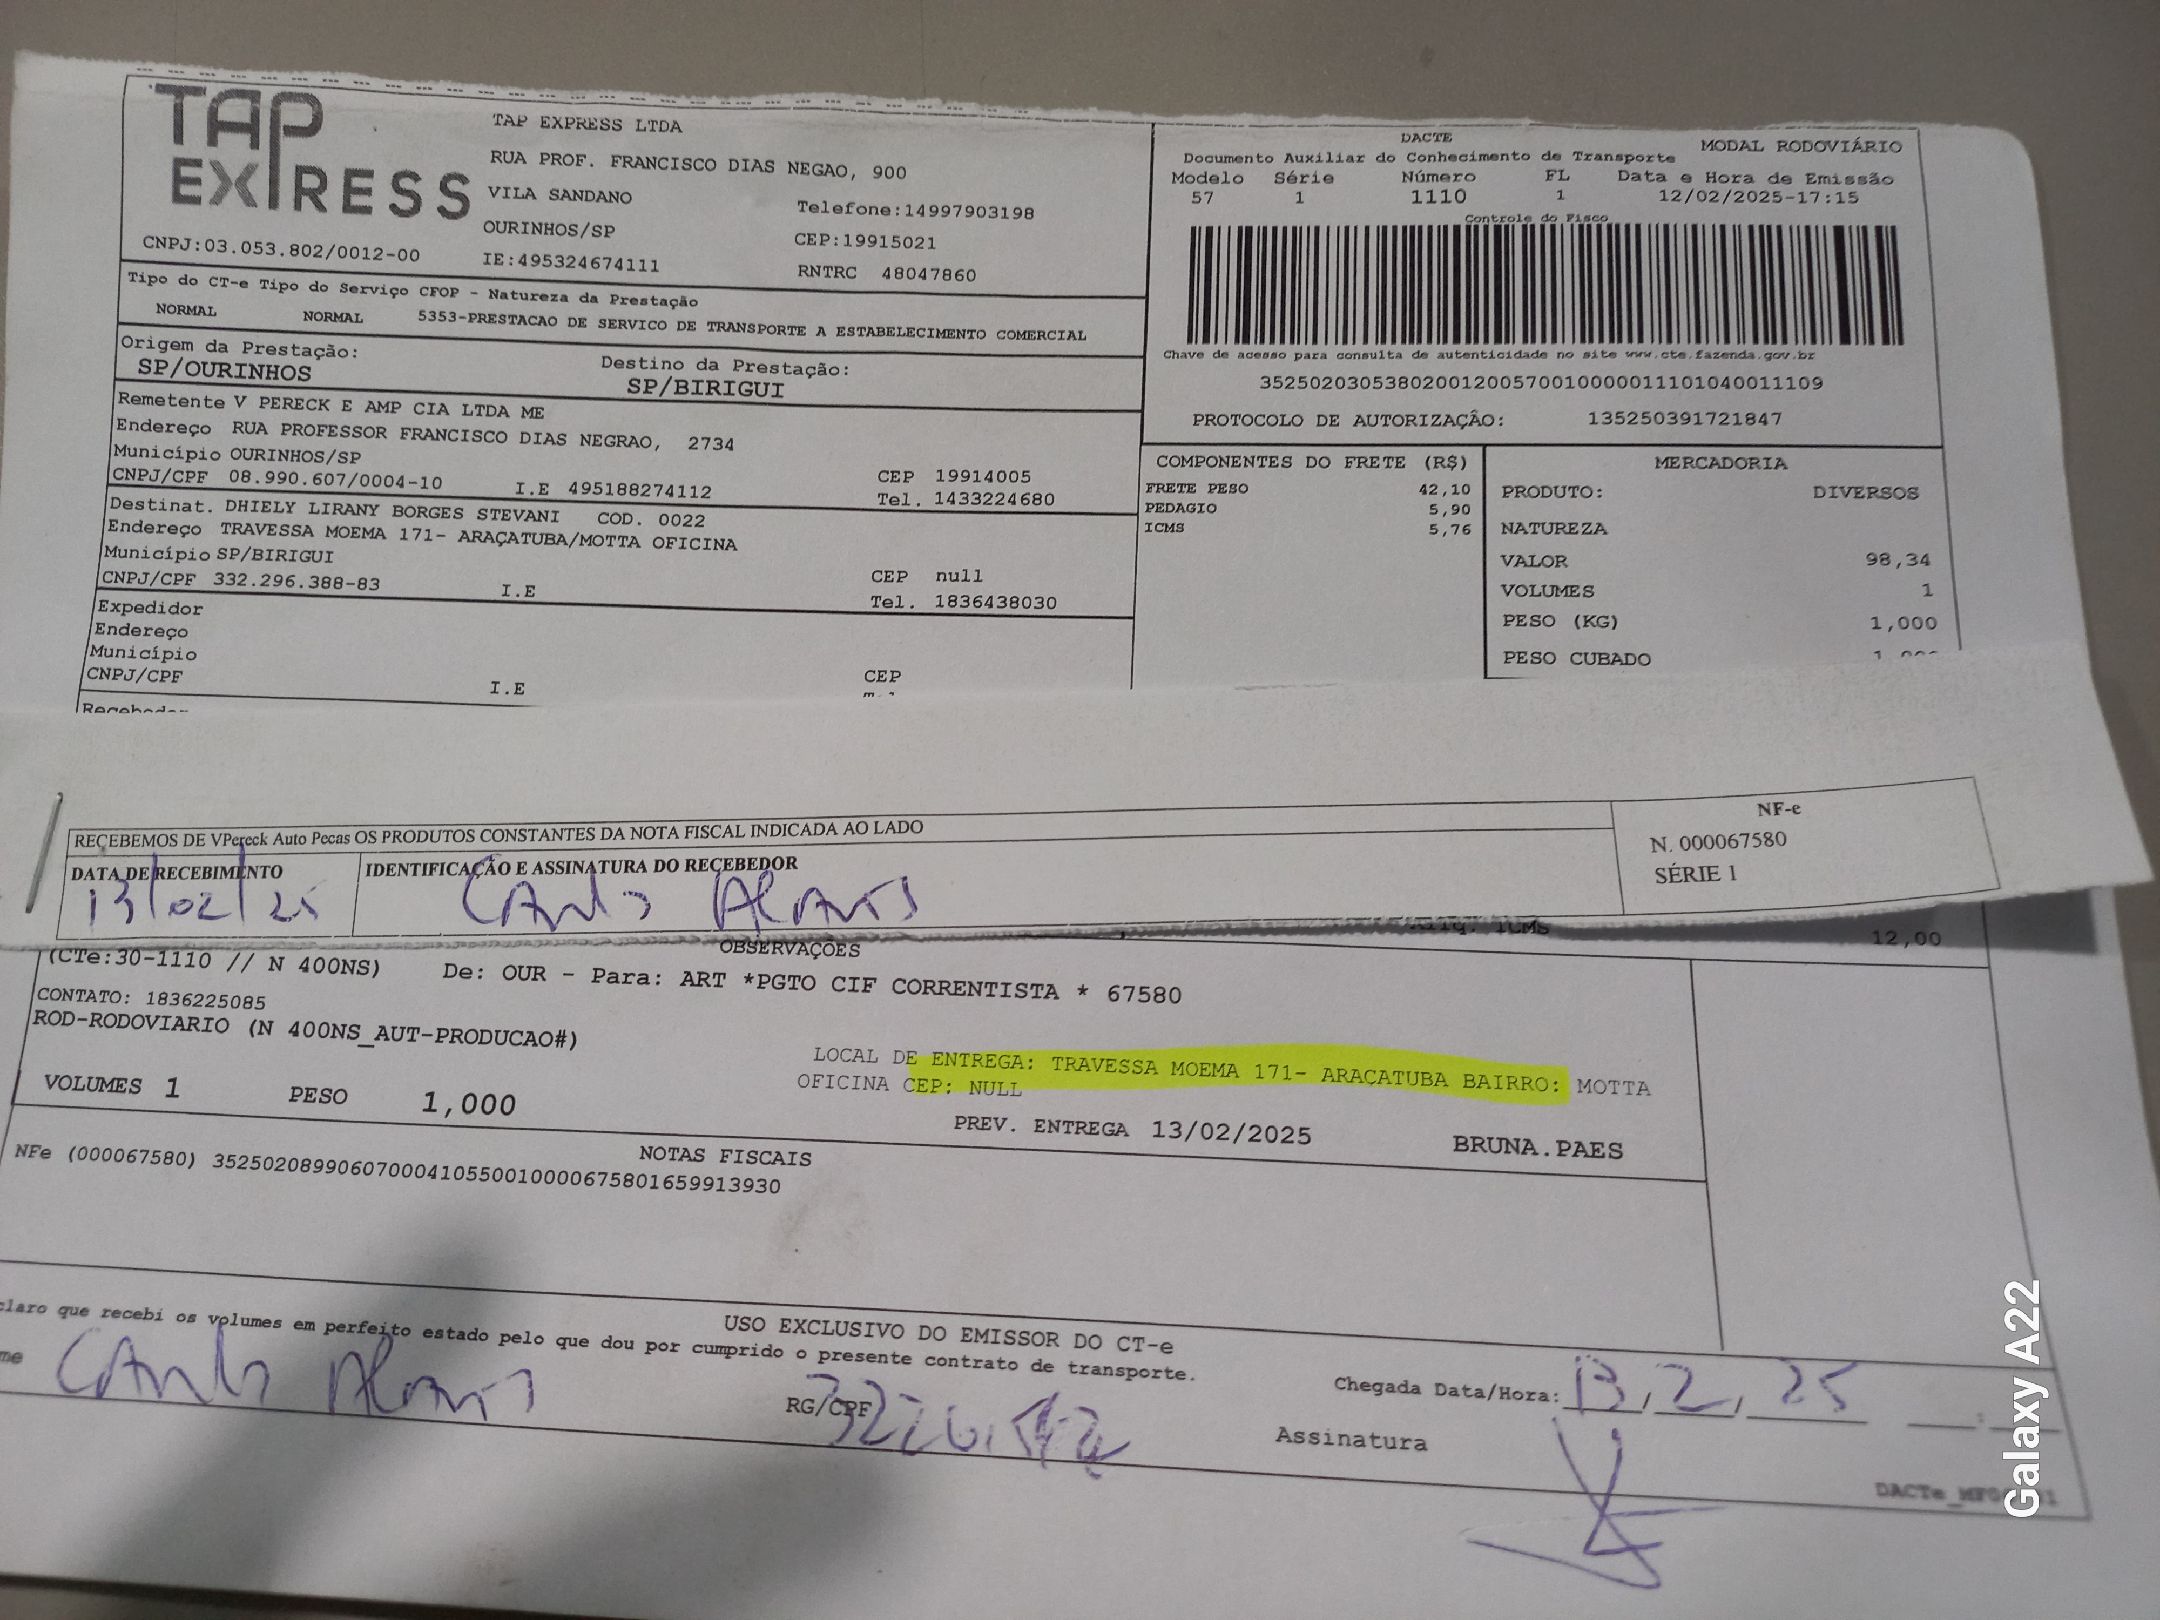 TAP EXPRESS
TAP EXPRESS LTDA
RUA PROF. FRANCISCO DIAS NEGAO, 900
VILA SANDANO
Telefone:14997903198
OURINHOS/SP
CEP:19915021
CNPJ:03.053.802/0012-00
IE:495324674111
RNTRC 48047860
DACTE
MODAL RODOVIÁRIO
Documento Auxiliar do Conhecimento de Transporte
Modelo Série Número FL Data e Hora de Emissão
57 1 1110 1 12/02/2025-17:15
Controle do Fisco
Chave de acesso para consulta de autenticidade no site www.cte.fazenda.gov.br
35250203053802001200570010000011101040011109
PROTOCOLO DE AUTORIZAÇÂO: 135250391721847
Tipo do CT-e Tipo do Serviço CFOP - Natureza da Prestação
NORMAL NORMAL 5353-PRESTACAO DE SERVICO DE TRANSPORTE A ESTABELECIMENTO COMERCIAL
Origem da Prestação: Destino da Prestação:
SP/OURINHOS SP/BIRIGUI
Remetente V PERECK E AMP CIA LTDA ME
Endereço RUA PROFESSOR FRANCISCO DIAS NEGRAO, 2734
Município OURINHOS/SP CEP 19914005
CNPJ/CPF 08.990.607/0004-10 I.E 495188274112 Tel. 1433224680
Destinat. DHIELY LIRANY BORGES STEVANI COD. 0022
Endereço TRAVESSA MOEMA 171- ARAÇATUBA/MOTTA OFICINA
Município SP/BIRIGUI CEP null
CNPJ/CPF 332.296.388-83 I.E Tel. 1836438030
Expedidor
Endereço
Município CEP
CNPJ/CPF I.E
Recebedor
COMPONENTES DO FRETE (R$)
FRETE PESO 42,10
PEDAGIO 5,90
ICMS 5,76
MERCADORIA
PRODUTO: DIVERSOS
NATUREZA
VALOR 98,34
VOLUMES 1
PESO (KG) 1,000
PESO CUBADO
RECEBEMOS DE VPereck Auto Pecas OS PRODUTOS CONSTANTES DA NOTA FISCAL INDICADA AO LADO
DATA DE RECEBIMENTO IDENTIFICAÇÃO E ASSINATURA DO RECEBEDOR
13/02/25
NF-e
N. 000067580
SÉRIE 1
ICMS 12,00
OBSERVAÇÕES
(CTe:30-1110 // N 400NS) De: OUR - Para: ART *PGTO CIF CORRENTISTA * 67580
CONTATO: 1836225085
ROD-RODOVIARIO (N 400NS_AUT-PRODUCAO#)
LOCAL DE ENTREGA: TRAVESSA MOEMA 171- ARAÇATUBA BAIRRO: MOTTA
OFICINA CEP: NULL
VOLUMES 1 PESO 1,000
PREV. ENTREGA 13/02/2025 BRUNA.PAES
NOTAS FISCAIS
NFe (000067580) 35250208990607000410550010000675801659913930
USO EXCLUSIVO DO EMISSOR DO CT-e
claro que recebi os volumes em perfeito estado pelo que dou por cumprido o presente contrato de transporte.
me
RG/CPF
Chegada Data/Hora: 13/2/25
Assinatura
Galaxy A22